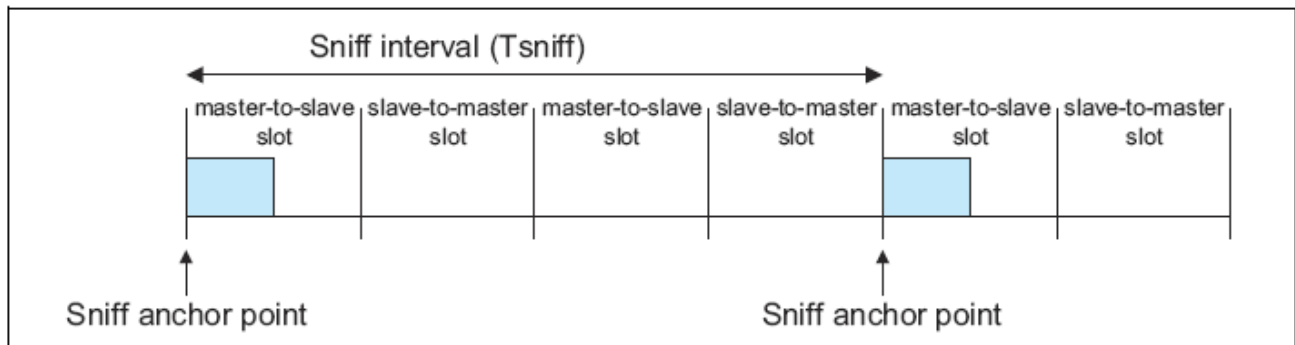 Sniff interval (Tsniff)
master-to-slave slave-to-master master-to-slave slave-to-master master-to-slave slave-to-master
slot slot slot slot slot slot
Sniff anchor point Sniff anchor point